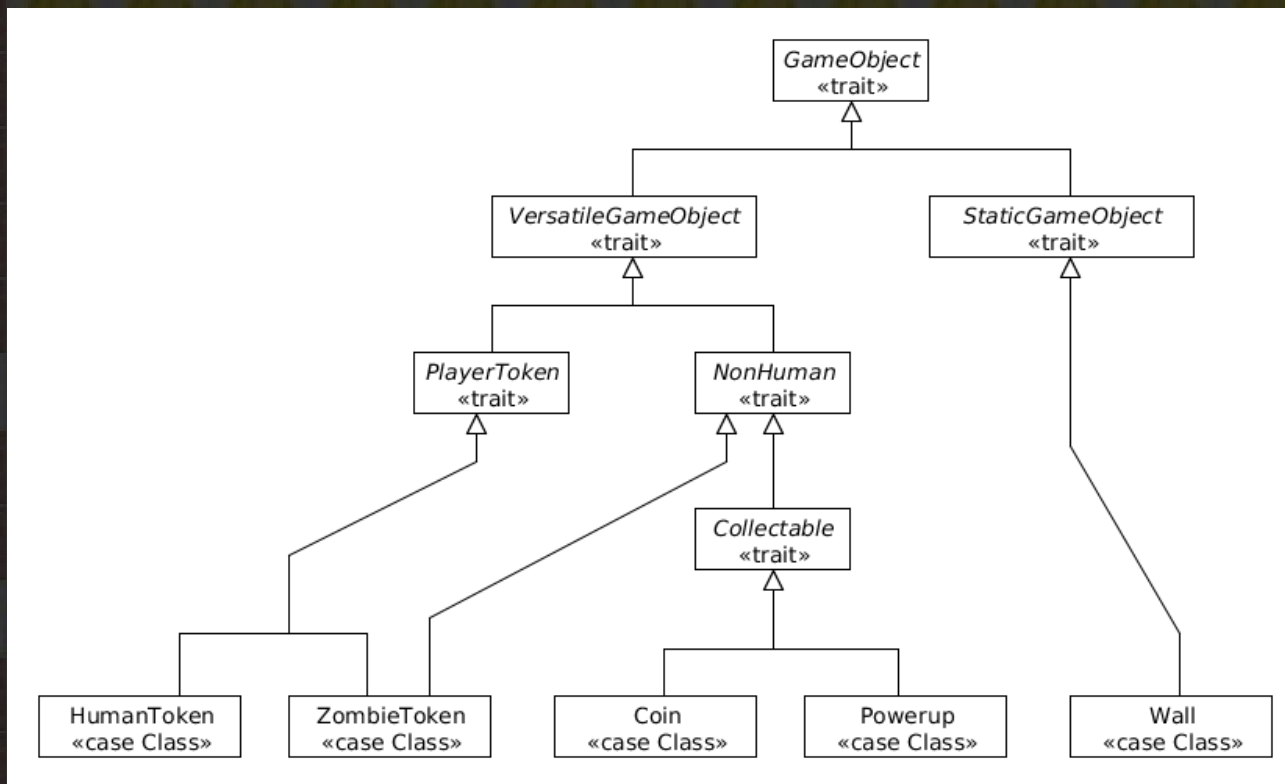 GameObject
«trait»
VersatileGameObject
«trait»
StaticGameObject
«trait»
PlayerToken
«trait»
NonHuman
«trait»
Collectable
«trait»
HumanToken
«case Class»
ZombieToken
«case Class»
Coin
«case Class»
Powerup
«case Class»
Wall
«case Class»